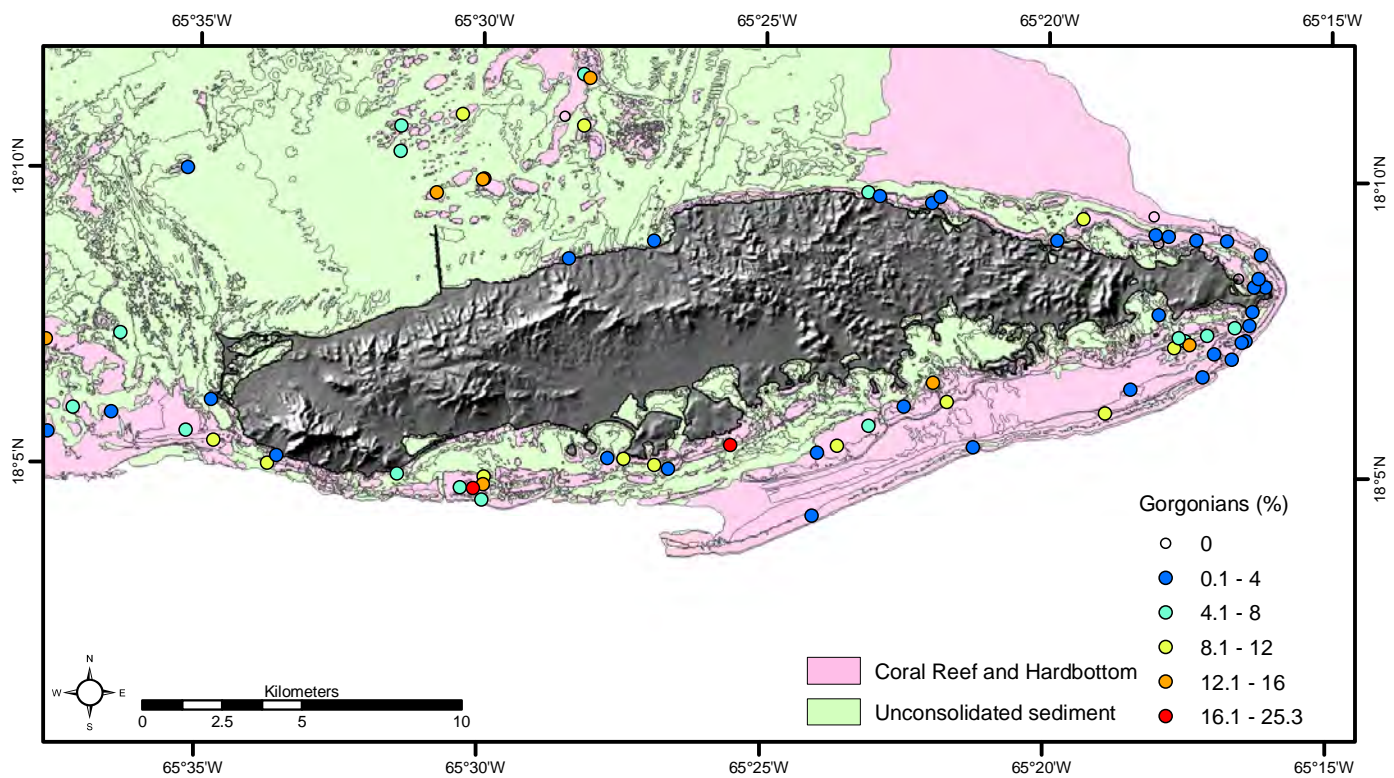 65°35'W 65°30'W 65°25'W 65°20'W 65°15'W
18°10'N 18°10'N
18°5'N 18°5'N
Gorgonians (%)
0
0.1 - 4
4.1 - 8
8.1 - 12
12.1 - 16
16.1 - 25.3
Coral Reef and Hardbottom
Unconsolidated sediment
N
W E
S
Kilometers
0 2.5 5 10
65°35'W 65°30'W 65°25'W 65°20'W 65°15'W